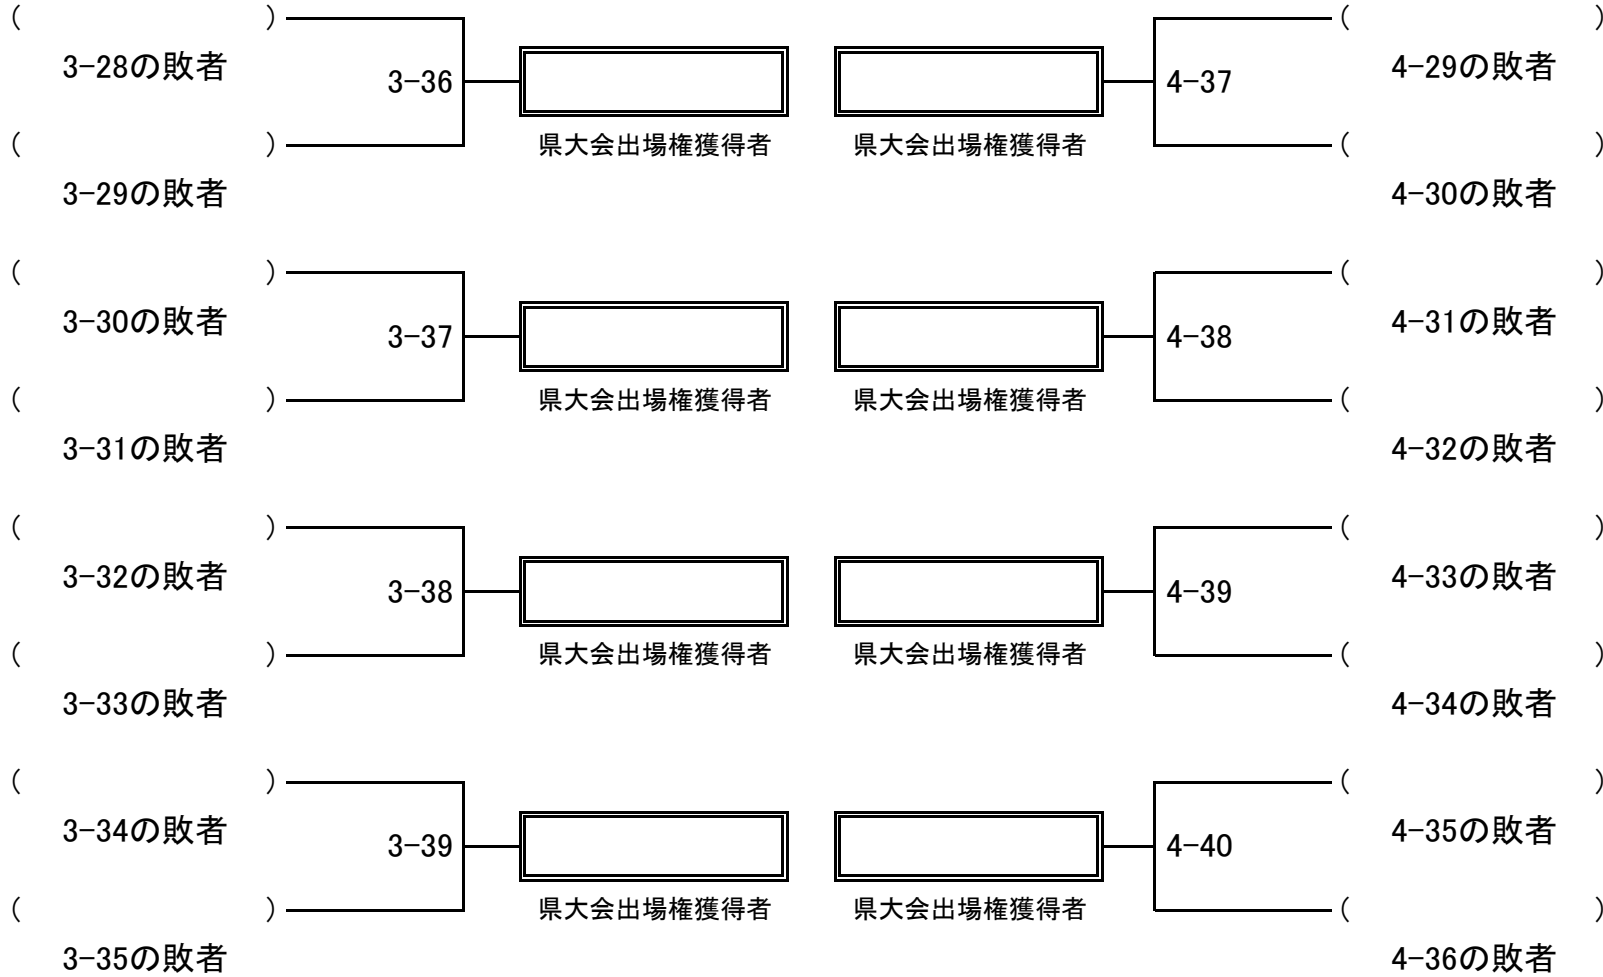 (　　　　　　　) (　　　　　　　)
3-28の敗者 4-29の敗者
3-36 4-37
(　　　　　　　) 県大会出場権獲得者 県大会出場権獲得者 (　　　　　　　)
3-29の敗者 4-30の敗者
(　　　　　　　) (　　　　　　　)
3-30の敗者 4-31の敗者
3-37 4-38
(　　　　　　　) 県大会出場権獲得者 県大会出場権獲得者 (　　　　　　　)
3-31の敗者 4-32の敗者
(　　　　　　　) (　　　　　　　)
3-32の敗者 4-33の敗者
3-38 4-39
(　　　　　　　) 県大会出場権獲得者 県大会出場権獲得者 (　　　　　　　)
3-33の敗者 4-34の敗者
(　　　　　　　) (　　　　　　　)
3-34の敗者 4-35の敗者
3-39 4-40
(　　　　　　　) 県大会出場権獲得者 県大会出場権獲得者 (　　　　　　　)
3-35の敗者 4-36の敗者